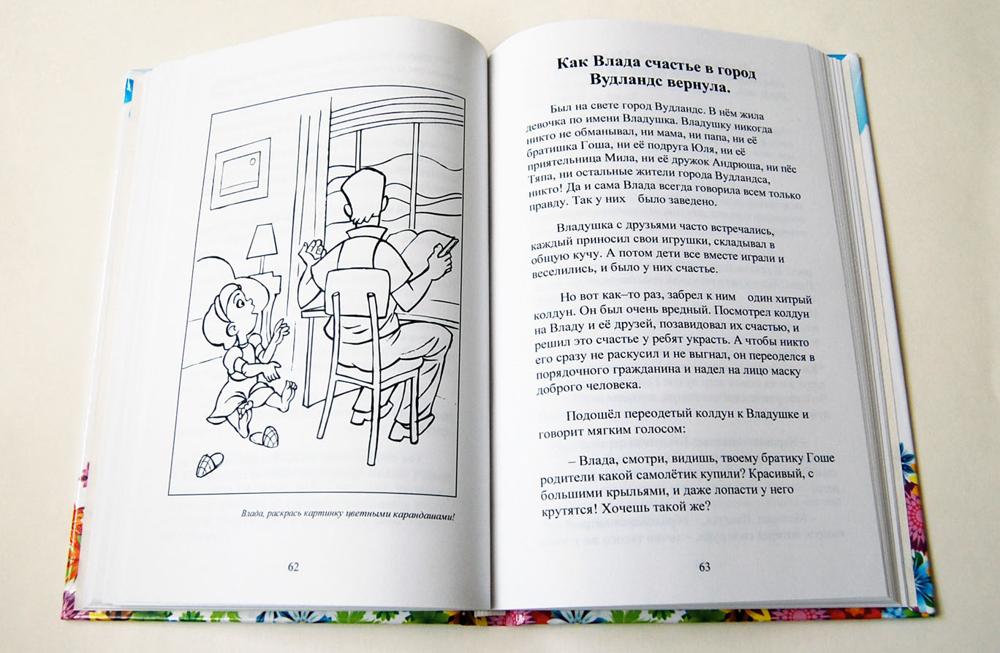 Влада, раскрась картинку цветными карандашами!
62
Как Влада счастье в город
Вудландс вернула.
Был на свете город Вудландс. В нём жила
девочка по имени Владушка. Владушку никогда
никто не обманывал, ни мама, ни папа, ни её
братишка Гоша, ни её подруга Юля, ни её
приятельница Мила, ни её дружок Андрюша, ни пёс
Тяпа, ни остальные жители города Вудландса,
никто! Да и сама Влада всегда говорила всем только
правду. Так у них было заведено.
Владушка с друзьями часто встречались,
каждый приносил свои игрушки, складывал в
общую кучу. А потом дети все вместе играли и
веселились, и было у них счастье.
Но вот как–то раз, забрел к ним один хитрый
колдун. Он был очень вредный. Посмотрел колдун
на Владу и её друзей, позавидовал их счастью, и
решил это счастье у ребят украсть. А чтобы никто
его сразу не раскусил и не выгнал, он переоделся в
порядочного гражданина и надел на лицо маску
доброго человека.
Подошёл переодетый колдун к Владушке и
говорит мягким голосом:
– Влада, смотри, видишь, твоему братику Гоше
родители какой самолётик купили? Красивый, с
большими крыльями, и даже лопасти у него
крутятся! Хочешь такой же?
63